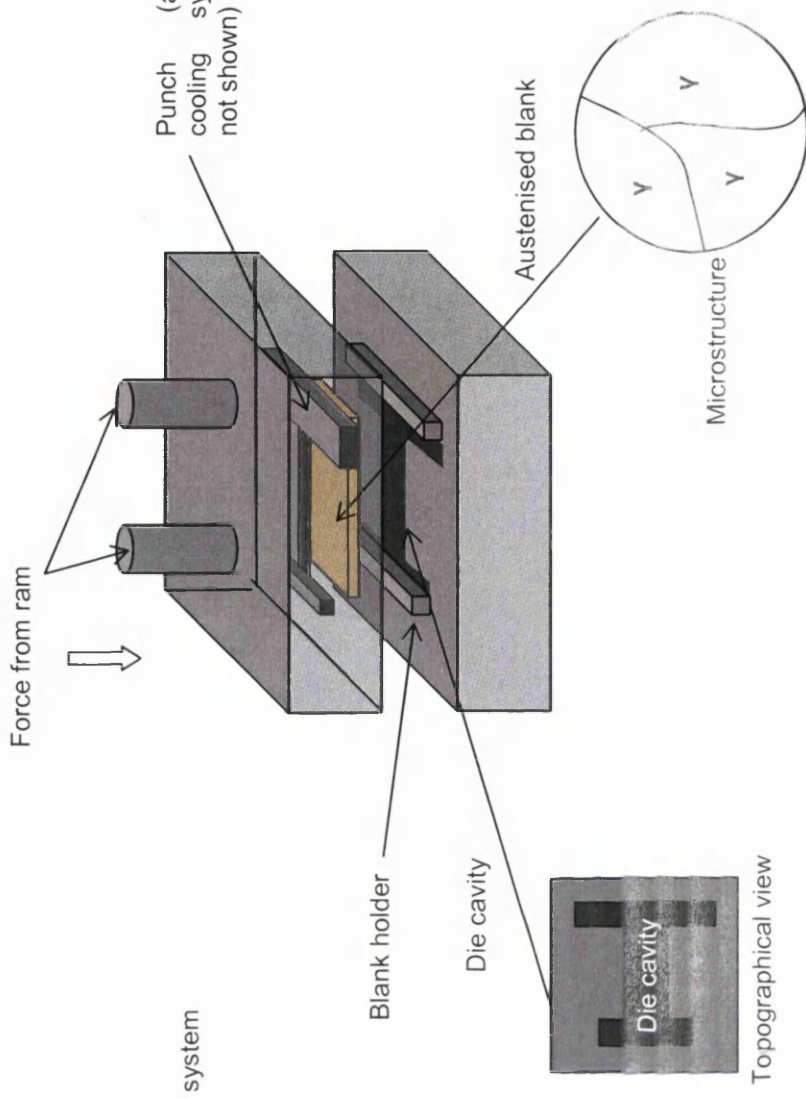 Force from ram
Punch (a
cooling sy
not shown)
system
Blank holder
Die cavity
Austenised blank
γ
γ
γ
Microstructure
Die cavity
Topographical view